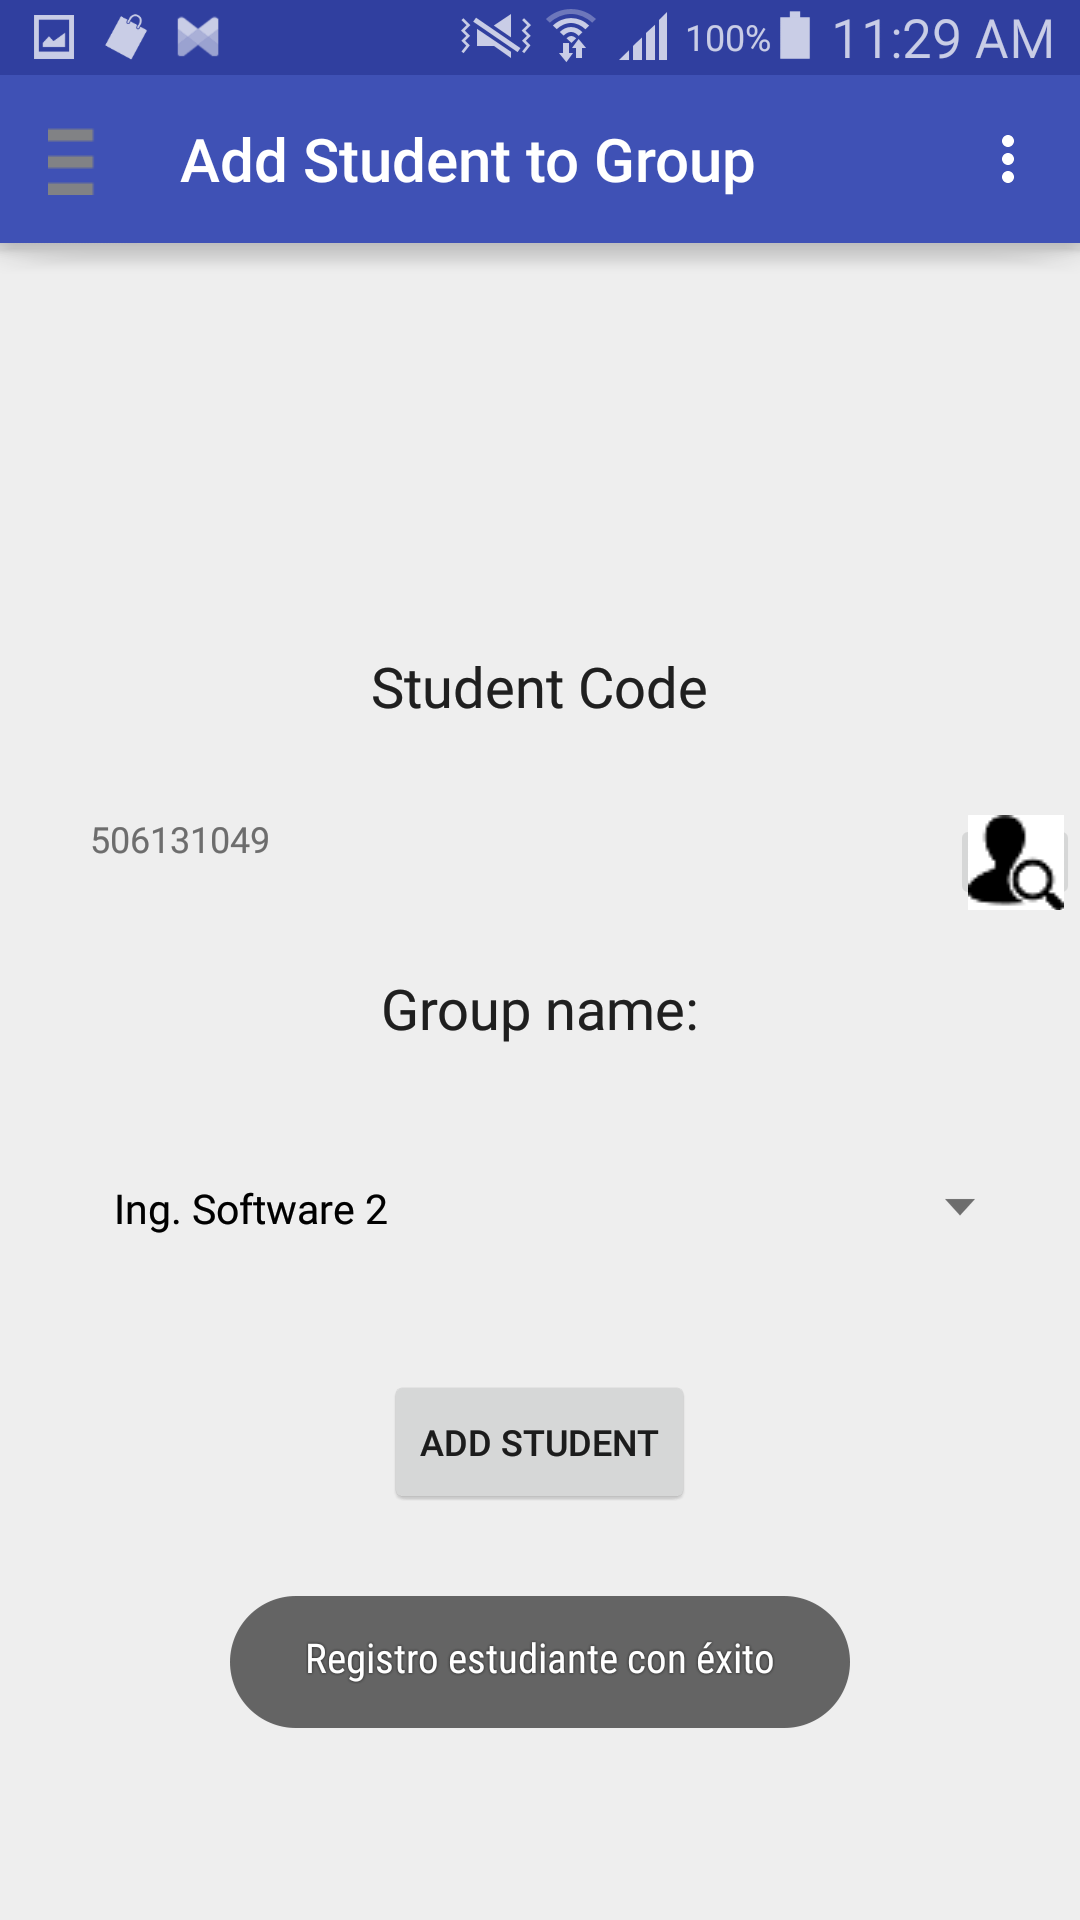 100% 11:29 AM
Add Student to Group
Student Code
506131049
Group name:
Ing. Software 2
ADD STUDENT
Registro estudiante con éxito